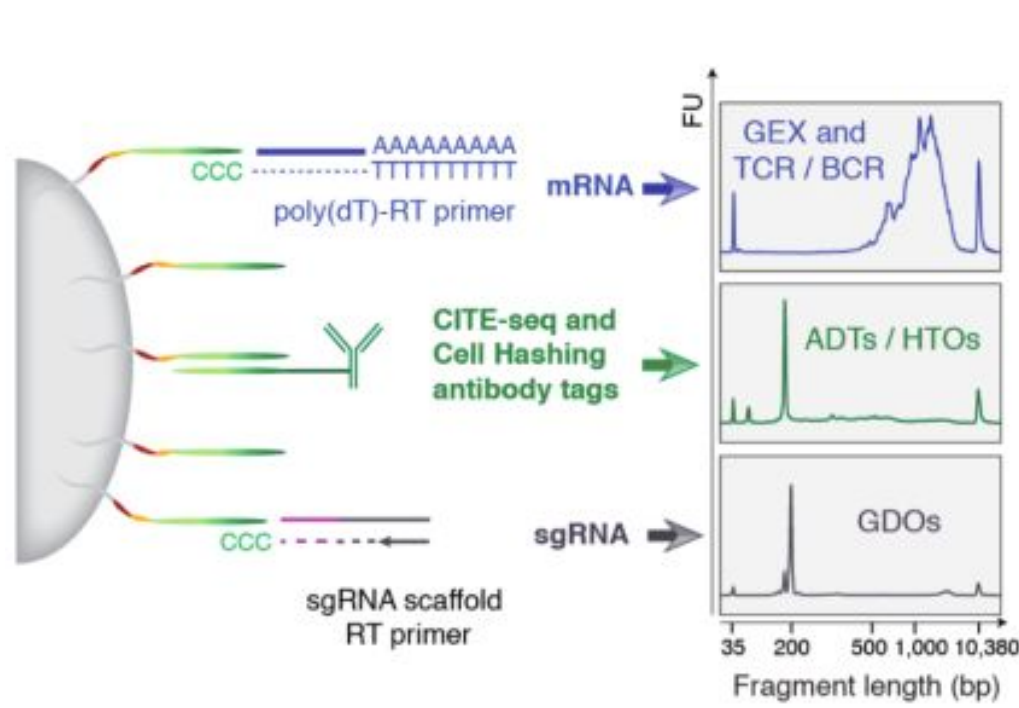 AAAAAAAAA
CCC
TTTTTTTTTT
poly(dT)-RT primer
mRNA
FU
GEX and
TCR / BCR
CITE-seq and
Cell Hashing
antibody tags
ADTs / HTOs
CCC
sgRNA
GDOs
sgRNA scaffold
RT primer
35 200 500 1,000 10,380
Fragment length (bp)